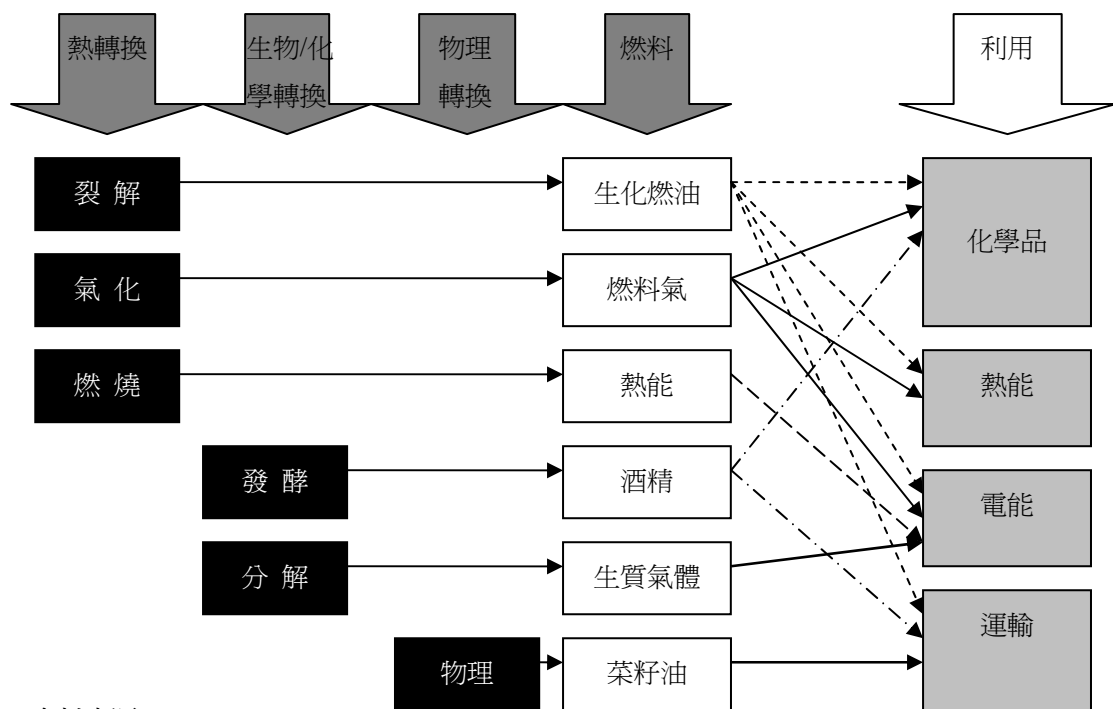 熱轉換
生物/化
學轉換
物理
轉換
燃料
利用
裂 解
生化燃油
化學品
氣 化
燃料氣
燃 燒
熱能
熱能
發 酵
酒精
電能
分 解
生質氣體
運輸
物理
菜籽油